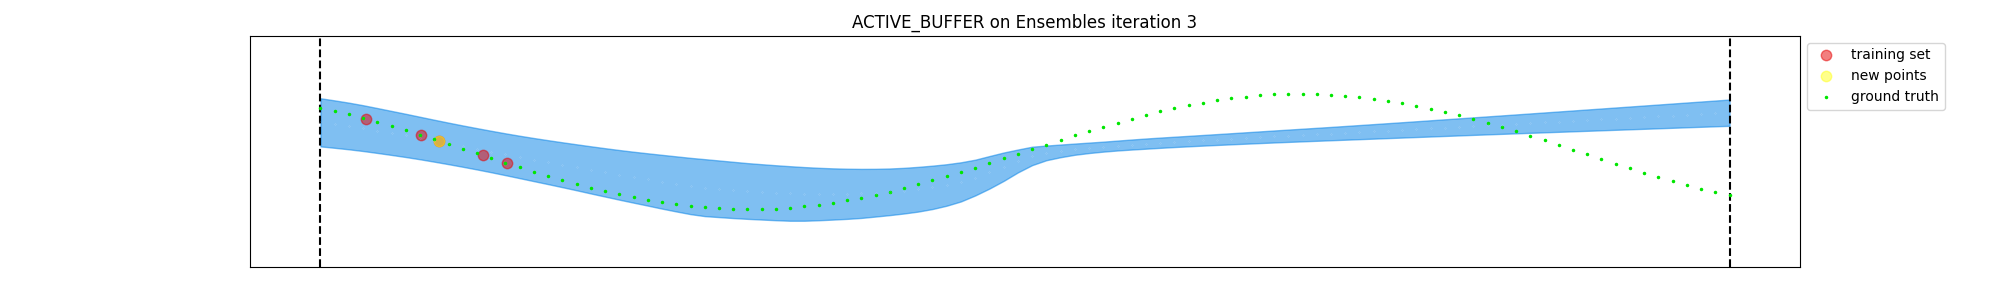 ACTIVE_BUFFER on Ensembles iteration 3
training set
new points
ground truth